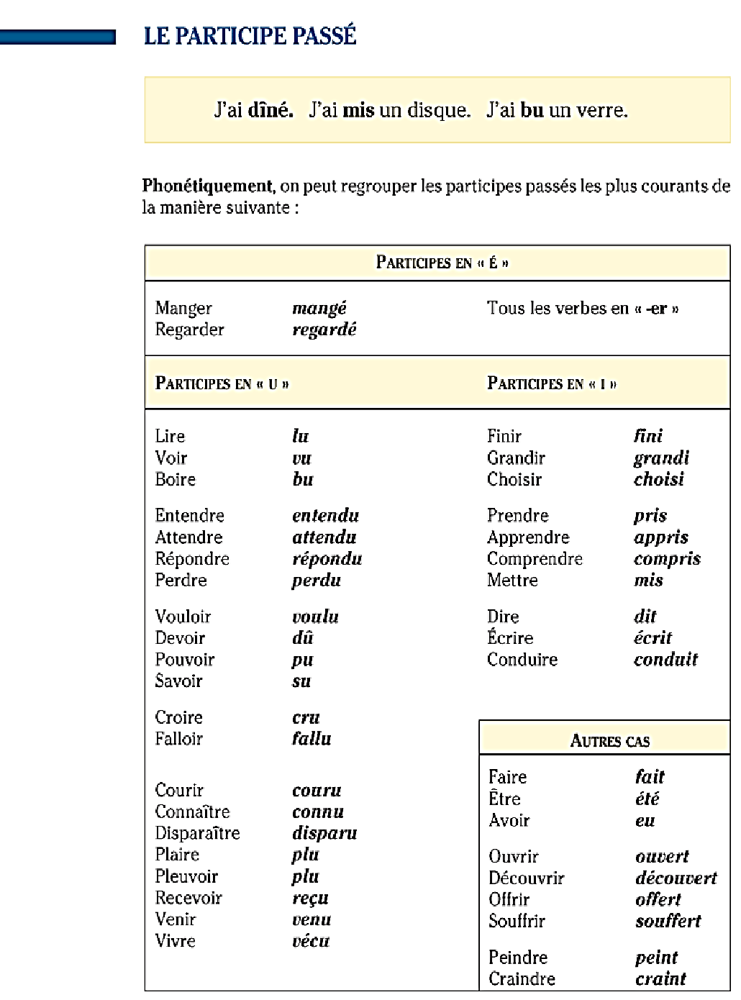 LE PARTICIPE PASSÉ
J'ai dîné. J'ai mis un disque. J'ai bu un verre.
Phonétiquement, on peut regrouper les participes passés les plus courants de
la manière suivante :
PARTICIPES EN « É »
Manger mangé Tous les verbes en « -er »
Regarder regardé
PARTICIPES EN « U » PARTICIPES EN « I »
Lire lu Finir fini
Voir vu Grandir grandi
Boire bu Choisir choisi
Entendre entendu Prendre pris
Attendre attendu Apprendre appris
Répondre répondu Comprendre compris
Perdre perdu Mettre mis
Vouloir voulu Dire dit
Devoir dû Écrire écrit
Pouvoir pu Conduire conduit
Savoir su
Croire cru
Falloir fallu
Courir couru
Connaître connu
Disparaître disparu
Plaire plu
Pleuvoir plu
Recevoir reçu
Venir venu
Vivre vécu
AUTRES CAS
Faire fait
Être été
Avoir eu
Ouvrir ouvert
Découvrir découvert
Offrir offert
Souffrir souffert
Peindre peint
Craindre craint